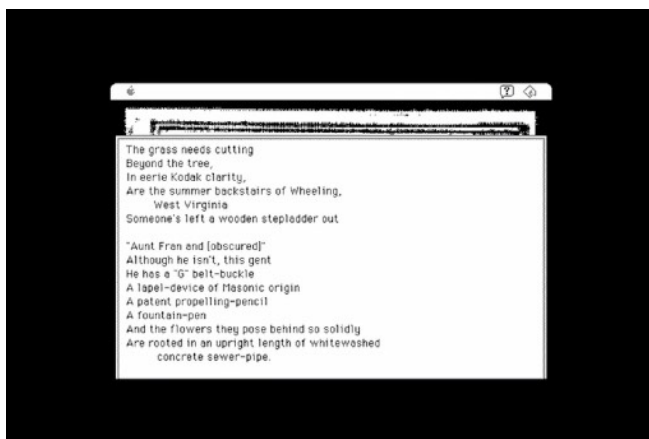 The grass needs cutting
Beyond the tree,
In eerie Kodak clarity,
Are the summer backstairs of Wheeling,
West Virginia
Someone's left a wooden stepladder out
"Aunt Fran and [obscured]"
Although he isn't, this gent
He has a "G" belt-buckle
A lapel-device of Masonic origin
A patent propelling-pencil
A fountain-pen
And the flowers they pose behind so solidly
Are rooted in an upright length of whitewashed
concrete sewer-pipe.